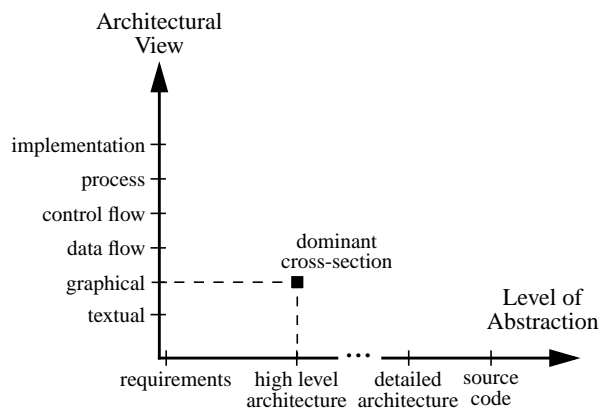 Architectural
View
implementation
process
control flow
data flow
dominant
cross-section
graphical
textual
Level of
Abstraction
...
requirements
high level
architecture
detailed
architecture
source
code